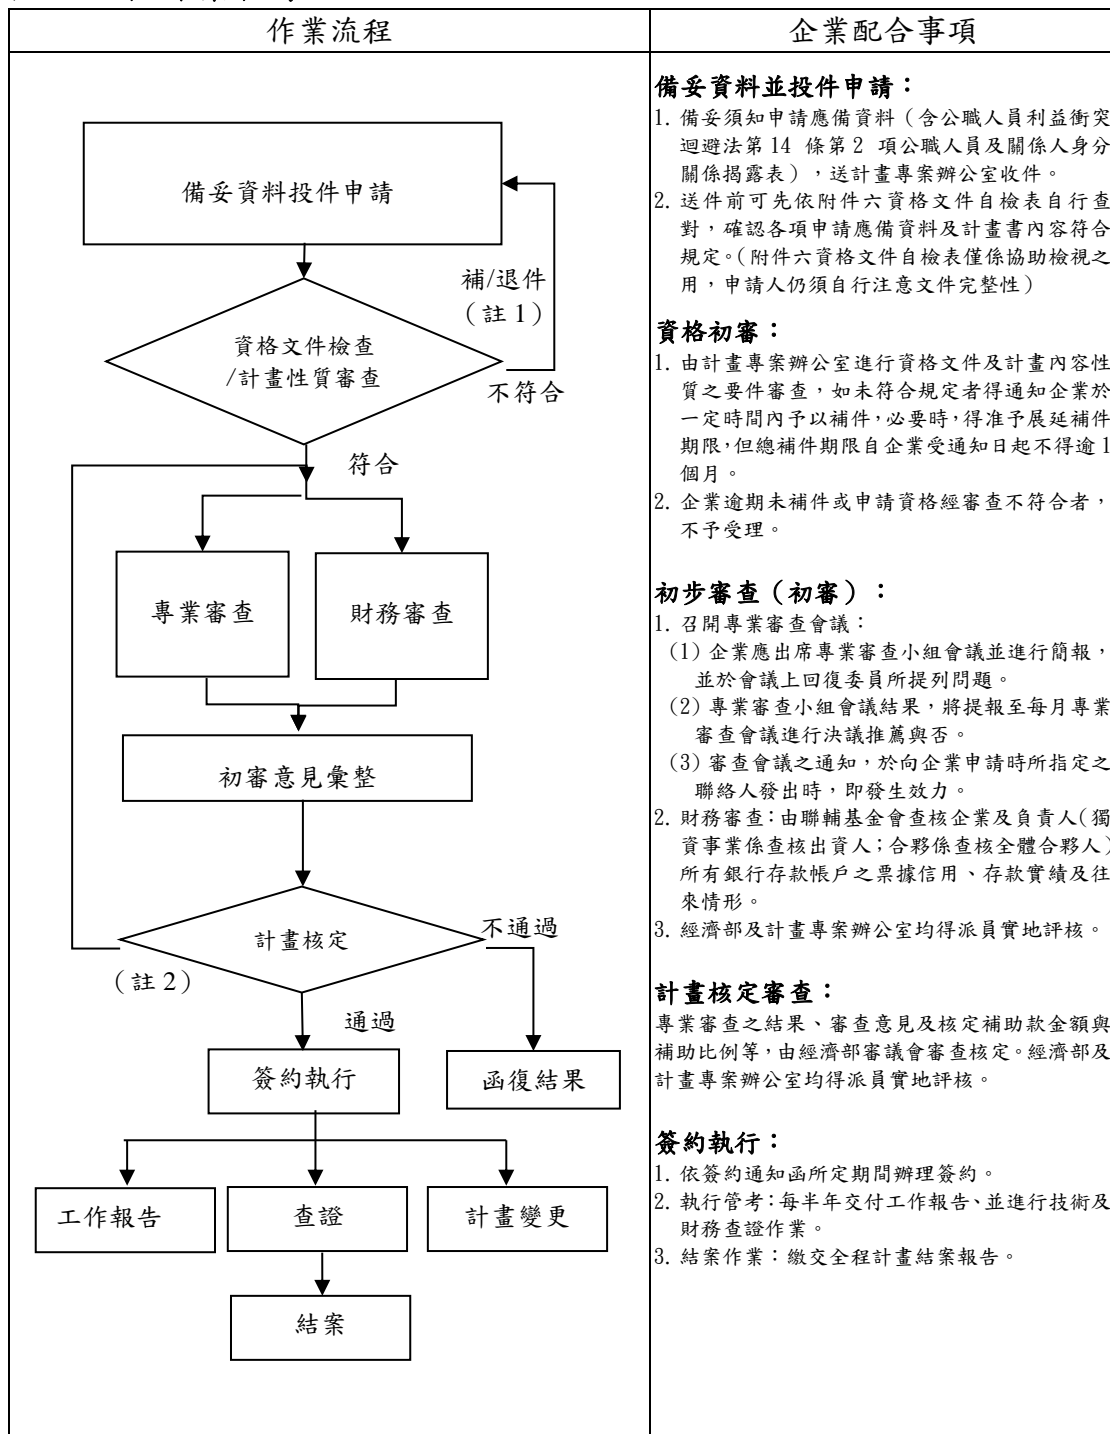 作業流程
企業配合事項
備妥資料投件申請
補/退件
（註 1）
資格文件檢查
/計畫性質審查
不符合
符合
專業審查
財務審查
初審意見彙整
計畫核定
不通過
（註 2）
通過
簽約執行
函復結果
工作報告
查證
計畫變更
結案
備妥資料並投件申請：
1. 備妥須知申請應備資料（含公職人員利益衝突
迴避法第 14 條第 2 項公職人員及關係人身分
關係揭露表），送計畫專案辦公室收件。
2. 送件前可先依附件六資格文件自檢表自行查
對，確認各項申請應備資料及計畫書內容符合
規定。（附件六資格文件自檢表僅係協助檢視之
用，申請人仍須自行注意文件完整性）
資格初審：
1. 由計畫專案辦公室進行資格文件及計畫內容性
質之要件審查，如未符合規定者得通知企業於
一定時間內予以補件，必要時，得准予展延補件
期限，但總補件期限自企業受通知日起不得逾 1
個月。
2. 企業逾期未補件或申請資格經審查不符合者，
不予受理。
初步審查（初審）：
1. 召開專業審查會議：
(1) 企業應出席專業審查小組會議並進行簡報，
並於會議上回復委員所提列問題。
(2) 專業審查小組會議結果，將提報至每月專業
審查會議進行決議推薦與否。
(3) 審查會議之通知，於向企業申請時所指定之
聯絡人發出時，即發生效力。
2. 財務審查：由聯輔基金會查核企業及負責人（獨
資事業係查核出資人；合夥係查核全體合夥人）
所有銀行存款帳戶之票據信用、存款實績及往
來情形。
3. 經濟部及計畫專案辦公室均得派員實地評核。
計畫核定審查：
專業審查之結果、審查意見及核定補助款金額與
補助比例等，由經濟部審議會審查核定。經濟部及
計畫專案辦公室均得派員實地評核。
簽約執行：
1. 依簽約通知函所定期間辦理簽約。
2. 執行管考：每半年交付工作報告、並進行技術及
財務查證作業。
3. 結案作業：繳交全程計畫結案報告。